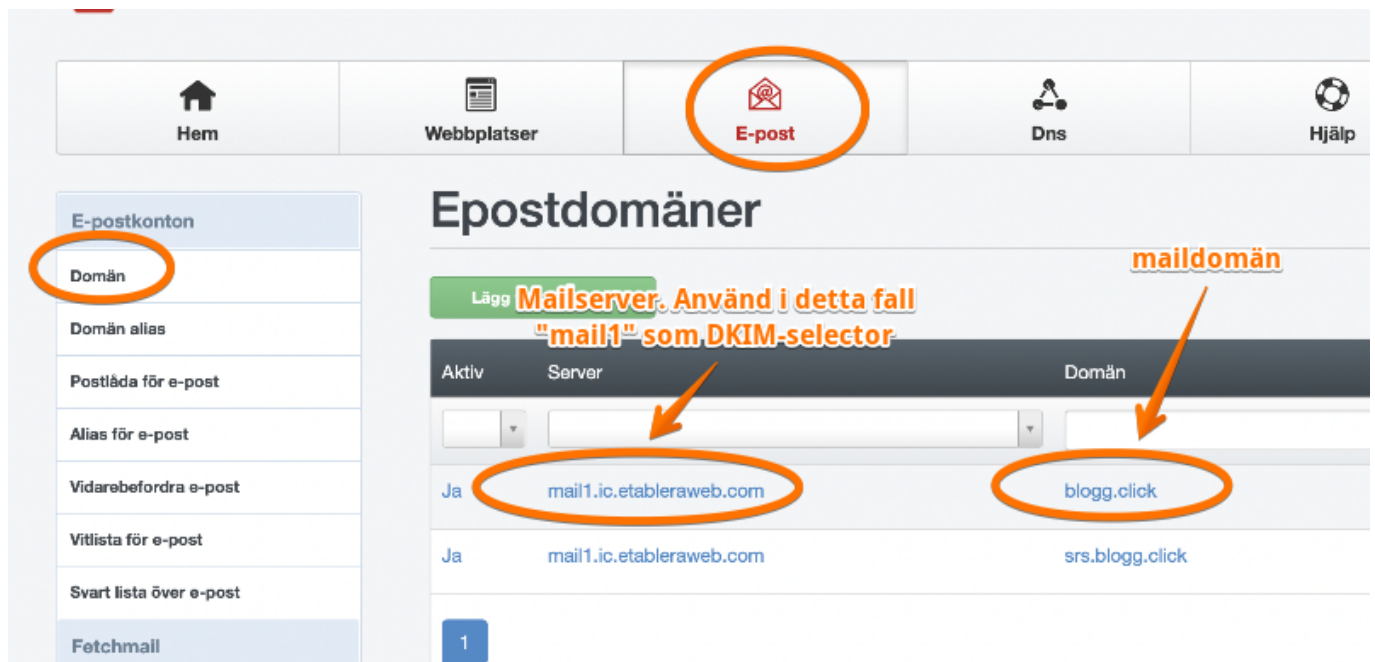 Hem
Webbplatser
E-post
Dns
Hjälp
E-postkonton
Domän
Domän alias
Postlåda för e-post
Alias för e-post
Vidarebefordra e-post
Vitlista för e-post
Svart lista över e-post
Fetchmail
Epostdomäner
maildomän
Lägg
Mailserver. Använd i detta fall
"mail1" som DKIM-selector
Aktiv Server Domän
Ja mail1.ic.etableraweb.com blogg.click
Ja mail1.ic.etableraweb.com srs.blogg.click
1